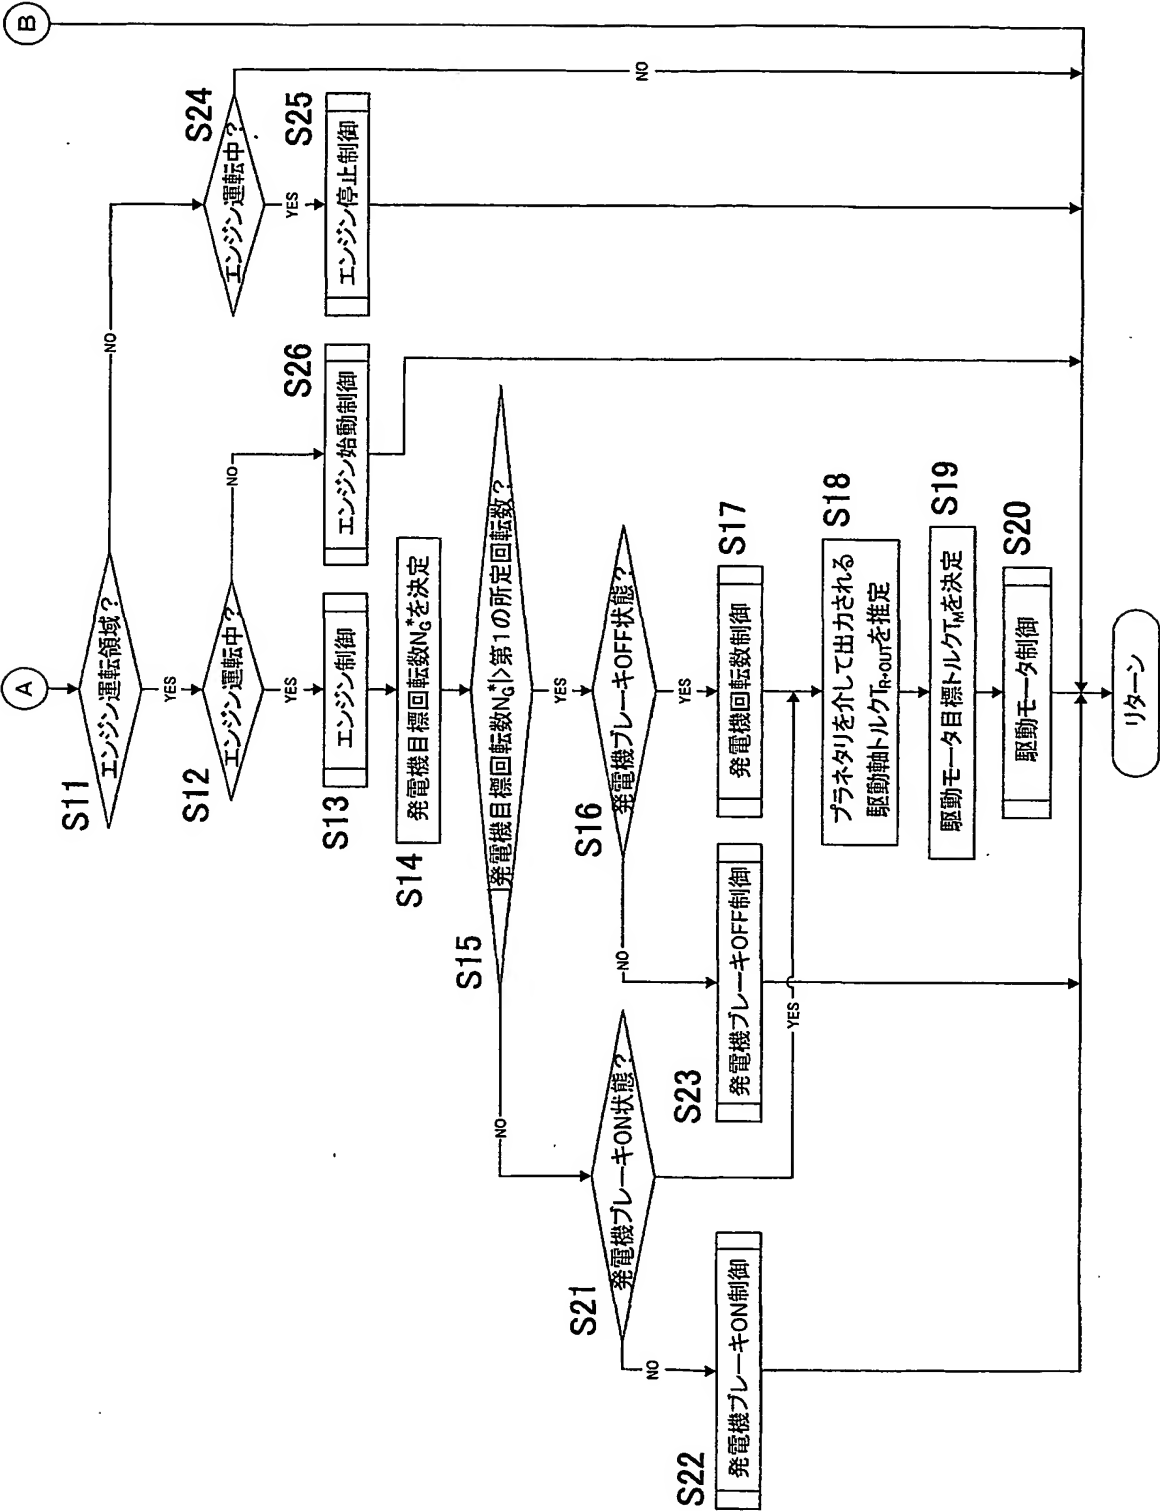 A
B
S11
エンジン運転領域?
YES
NO
S12
エンジン運転中?
YES
NO
S24
エンジン運転中?
YES
NO
S13
エンジン制御
S26
エンジン始動制御
S25
エンジン停止制御
S14
発電機目標回転数NG*を決定
S15
|発電機目標回転数NG*|>第1の所定回転数?
YES
NO
S21
発電機ブレーキON状態?
YES
NO
S16
発電機ブレーキOFF状態?
YES
NO
S22
発電機ブレーキON制御
S23
発電機ブレーキOFF制御
S17
発電機回転数制御
S18
プラネタリを介して出力される
駆動軸トルクTR・OUTを推定
S19
駆動モータ目標トルクTMを決定
S20
駆動モータ制御
リターン